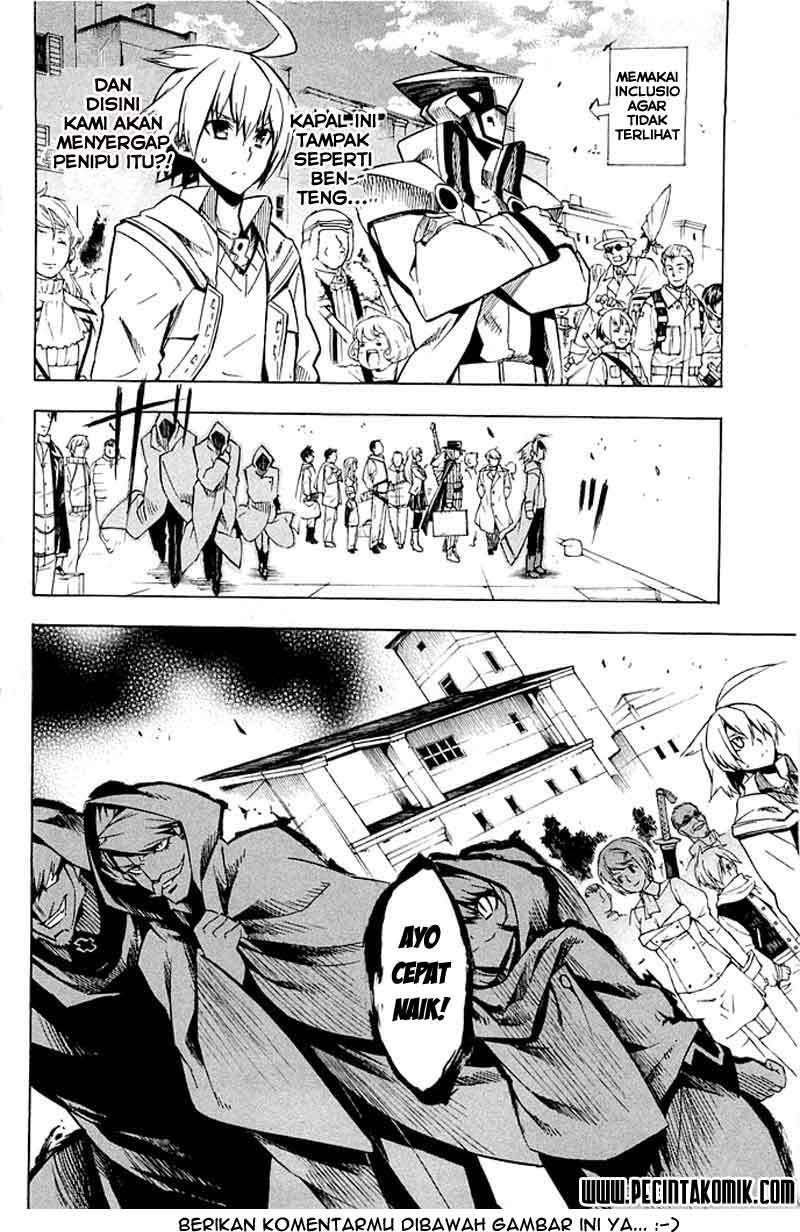 MEMAKAI
INCLUSIO
AGAR
TIDAK
TERLIHAT
KAPAL INI
TAMPAK
SEPERTI
BEN-
TENG...
DAN
DISINI
KAMI AKAN
MENYERGAP
PENIPU ITU?!
AYO
CEPAT
NAIK!
WWW.PECINTAKOMIK.COM
BERIKAN KOMENTARMU DIBAWAH GAMBAR INI YA... :-)